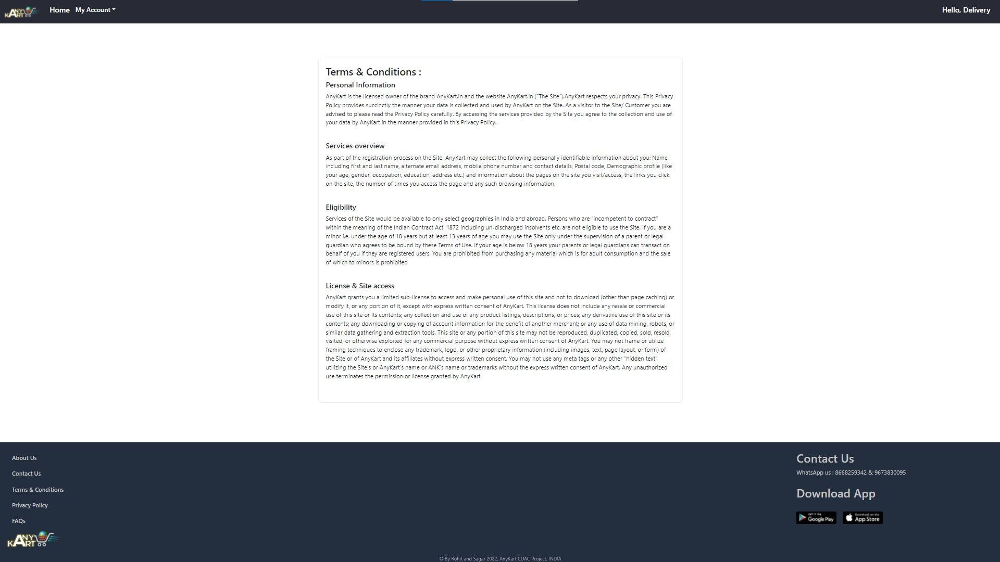 ANY KART
Home My Account
Hello, Delivery
Terms & Conditions :
Personal Information
AnyKart is the licensed owner of the brand AnyKart.in and the website AnyKart.in (“The Site”).AnyKart respects your privacy. This Privacy
Policy provides succinctly the manner your data is collected and used by AnyKart on the Site. As a visitor to the Site/ Customer you are
advised to please read the Privacy Policy carefully. By accessing the services provided by the Site you agree to the collection and use of
your data by AnyKart in the manner provided in this Privacy Policy.
Services overview
As part of the registration process on the Site, AnyKart may collect the following personally identifiable information about you: Name
including first and last name, alternate email address, mobile phone number and contact details, Postal code, Demographic profile (like
your age, gender, occupation, education, address etc.) and information about the pages on the site you visit/access, the links you click
on the site, the number of times you access the page and any such browsing information.
Eligibility
Services of the Site would be available to only select geographies in India and abroad. Persons who are “incompetent to contract”
within the meaning of the Indian Contract Act, 1872 including un-discharged insolvents etc. are not eligible to use the Site. If you are a
minor i.e. under the age of 18 years but at least 13 years of age you may use the Site only under the supervision of a parent or legal
guardian who agrees to be bound by these Terms of Use. If your age is below 18 years your parents or legal guardians can transact on
behalf of you if they are registered users. You are prohibited from purchasing any material which is for adult consumption and the sale
of which to minors is prohibited
License & Site access
AnyKart grants you a limited sub-license to access and make personal use of this site and not to download (other than page caching) or
modify it, or any portion of it, except with express written consent of AnyKart. This license does not include any resale or commercial
use of this site or its contents; any collection and use of any product listings, descriptions, or prices; any derivative use of this site or its
contents; any downloading or copying of account information for the benefit of another merchant; or any use of data mining, robots, or
similar data gathering and extraction tools. This site or any portion of this site may not be reproduced, duplicated, copied, sold, resold,
visited, or otherwise exploited for any commercial purpose without express written consent of AnyKart. You may not frame or utilize
framing techniques to enclose any trademark, logo, or other proprietary information (including images, text, page layout, or form) of
the Site or of AnyKart and its affiliates without express written consent. You may not use any meta tags or any other “hidden text”
utilizing the Site’s or AnyKart’s name or ANK’s name or trademarks without the express written consent of AnyKart. Any unauthorized
use terminates the permission or license granted by AnyKart
About Us
Contact Us
Terms & Conditions
Privacy Policy
FAQs
ANY KART
Contact Us
WhatsApp us : 8668259342 & 9673830095
Download App
GET IT ON
Google Play
Download on the
App Store
© By Rohit and Sagar 2022, AnyKart CDAC Project, INDIA